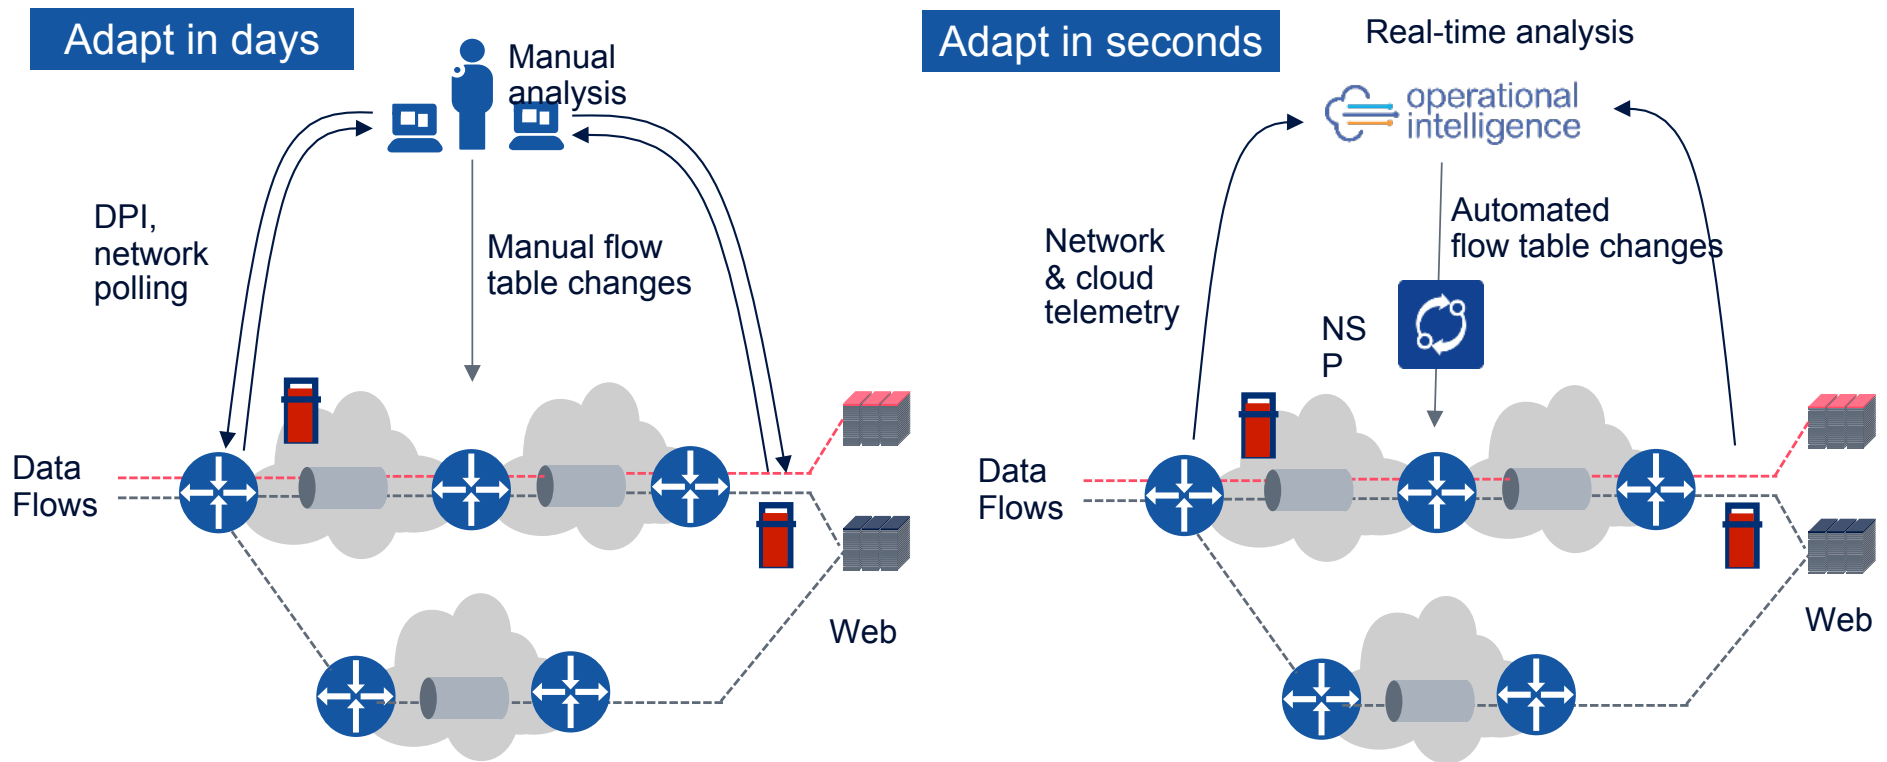 Adapt in days
Manual
analysis
DPI,
network
polling
Manual flow
table changes
Data
Flows
Web
Adapt in seconds
Real-time analysis
operational
intelligence
Network
& cloud
telemetry
Automated
flow table changes
NS
P
Data
Flows
Web